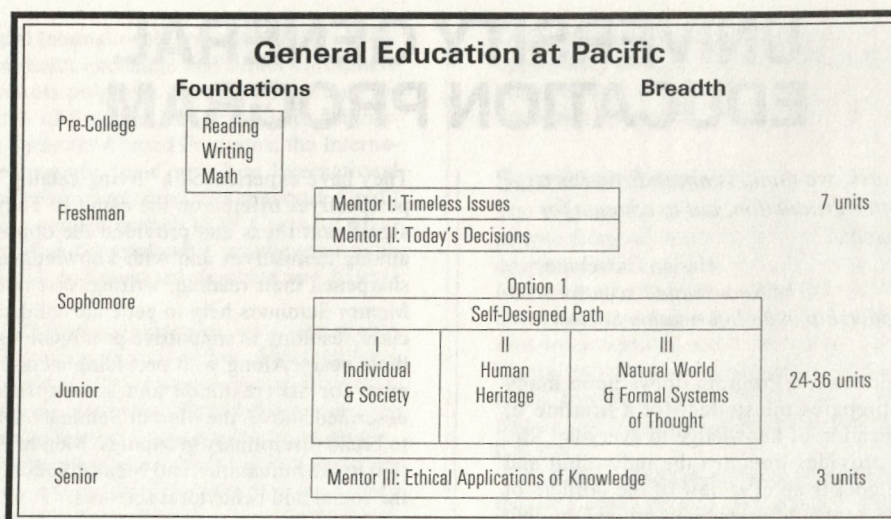 General Education at Pacific
Foundations
Breadth
Pre-College
Reading
Writing
Math
Freshman
Mentor I: Timeless Issues
7 units
Mentor II: Today's Decisions
Sophomore
Option 1
Self-Designed Path
I
II
III
Individual
& Society
Human
Heritage
Natural World
& Formal Systems
of Thought
Junior
24-36 units
Senior
Mentor III: Ethical Applications of Knowledge
3 units